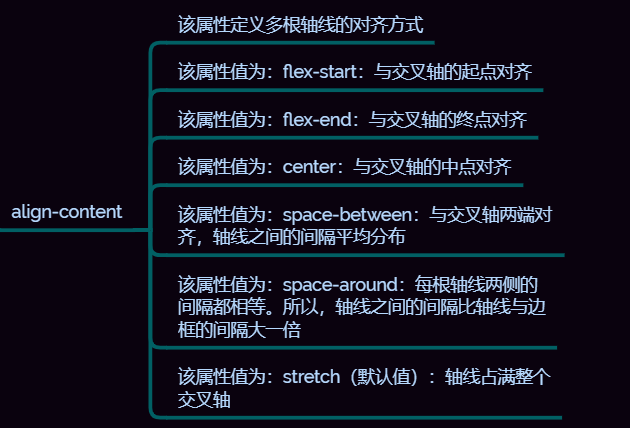 该属性定义多根轴线的对齐方式
该属性值为：flex-start：与交叉轴的起点对齐
该属性值为：flex-end：与交叉轴的终点对齐
该属性值为：center：与交叉轴的中点对齐
align-content
该属性值为：space-between：与交叉轴两端对
齐，轴线之间的间隔平均分布
该属性值为：space-around：每根轴线两侧的
间隔都相等。所以，轴线之间的间隔比轴线与边
框的间隔大一倍
该属性值为：stretch（默认值）：轴线占满整个
交叉轴